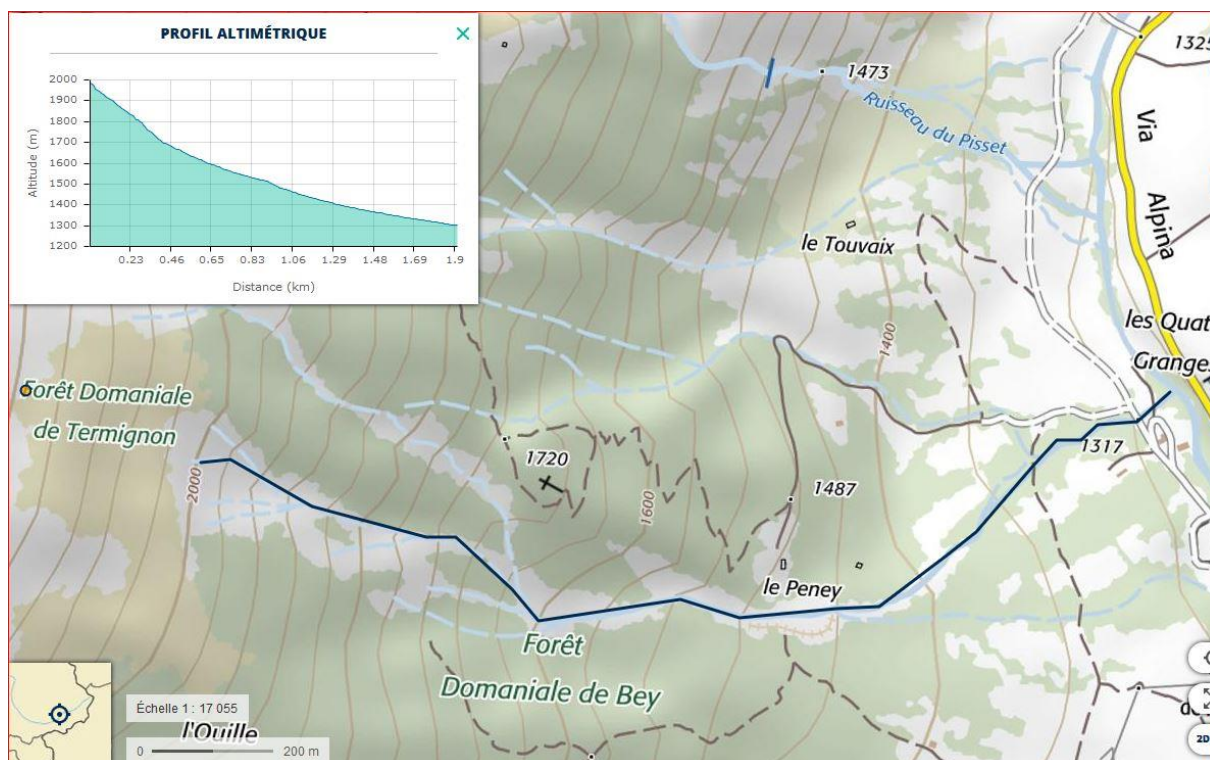 PROFIL ALTIMÉTRIQUE
2000
1900
1800
1700
1600
1500
1400
1300
1200
Altitude (m)
0.23
0.46
0.65
0.83
1.06
1.29
1.48
1.67
1.9
Distance (km)
1473
1325
Ruisseau du Pisset
Via
Alpina
le Touvaix
1400
les Quat
Granges
Forêt Domaniale
de Termignon
2000
1720
1600
1487
1317
le Peney
Forêt
Domaniale de Bey
Échelle 1 : 17 055
l'Ouille
0
200 m
2D